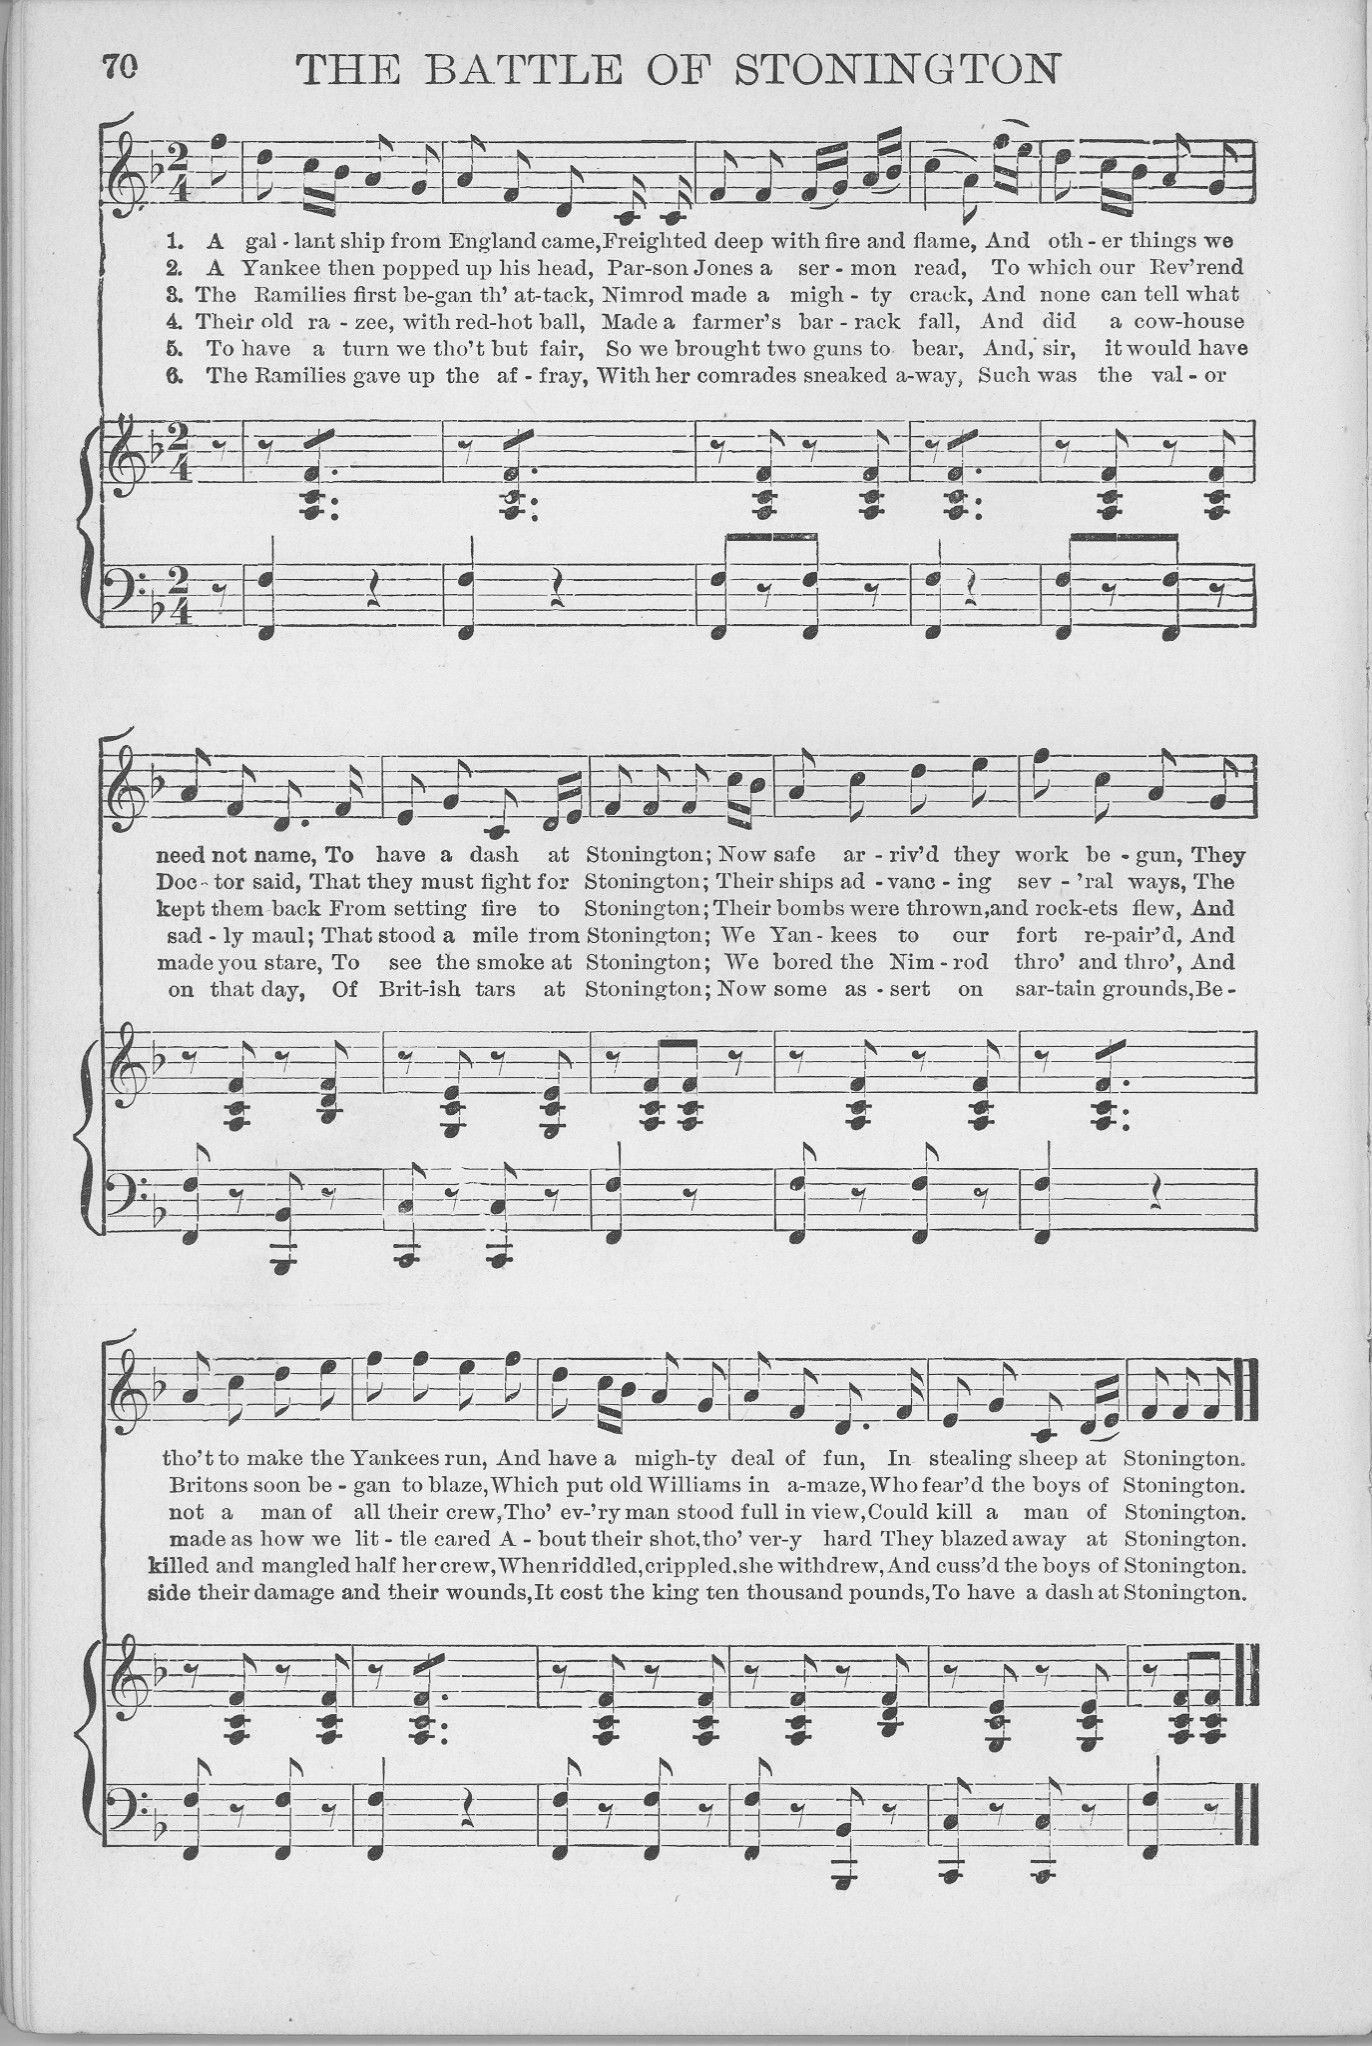 70
THE BATTLE OF STONINGTON
1. A gal-lant ship from England came, Freighted deep with fire and flame, And oth-er things we
2. A Yankee then popped up his head, Par-son Jones a ser-mon read, To which our Rev'rend
3. The Ramilies first be-gan th' at-tack, Nimrod made a migh-ty crack, And none can tell what
4. Their old ra-zee, with red-hot ball, Made a farmer's bar-rack fall, And did a cow-house
5. To have a turn we tho't but fair, So we brought two guns to bear, And, sir, it would have
6. The Ramilies gave up the af-fray, With her comrades sneaked a-way, Such was the val-or
need not name, To have a dash at Stonington; Now safe ar-riv'd they work be-gun, They
Doc-tor said, That they must fight for Stonington; Their ships ad-vanc-ing sev-'ral ways, The
kept them back From setting fire to Stonington; Their bombs were thrown, and rock-ets flew, And
sad-ly maul; That stood a mile from Stonington; We Yan-kees to our fort re-pair'd, And
made you stare, To see the smoke at Stonington; We bored the Nim-rod thro' and thro', And
on that day, Of Brit-ish tars at Stonington; Now some as-sert on sar-tain grounds, Be-
tho't to make the Yankees run, And have a migh-ty deal of fun, In stealing sheep at Stonington.
Britons soon be-gan to blaze, Which put old Williams in a-maze, Who fear'd the boys of Stonington.
not a man of all their crew, Tho' ev-'ry man stood full in view, Could kill a man of Stonington.
made as how we lit-tle cared A-bout their shot, tho' ver-y hard They blazed away at Stonington.
killed and mangled half her crew, When riddled, crippled, she withdrew, And cuss'd the boys of Stonington.
side their damage and their wounds, It cost the king ten thousand pounds, To have a dash at Stonington.